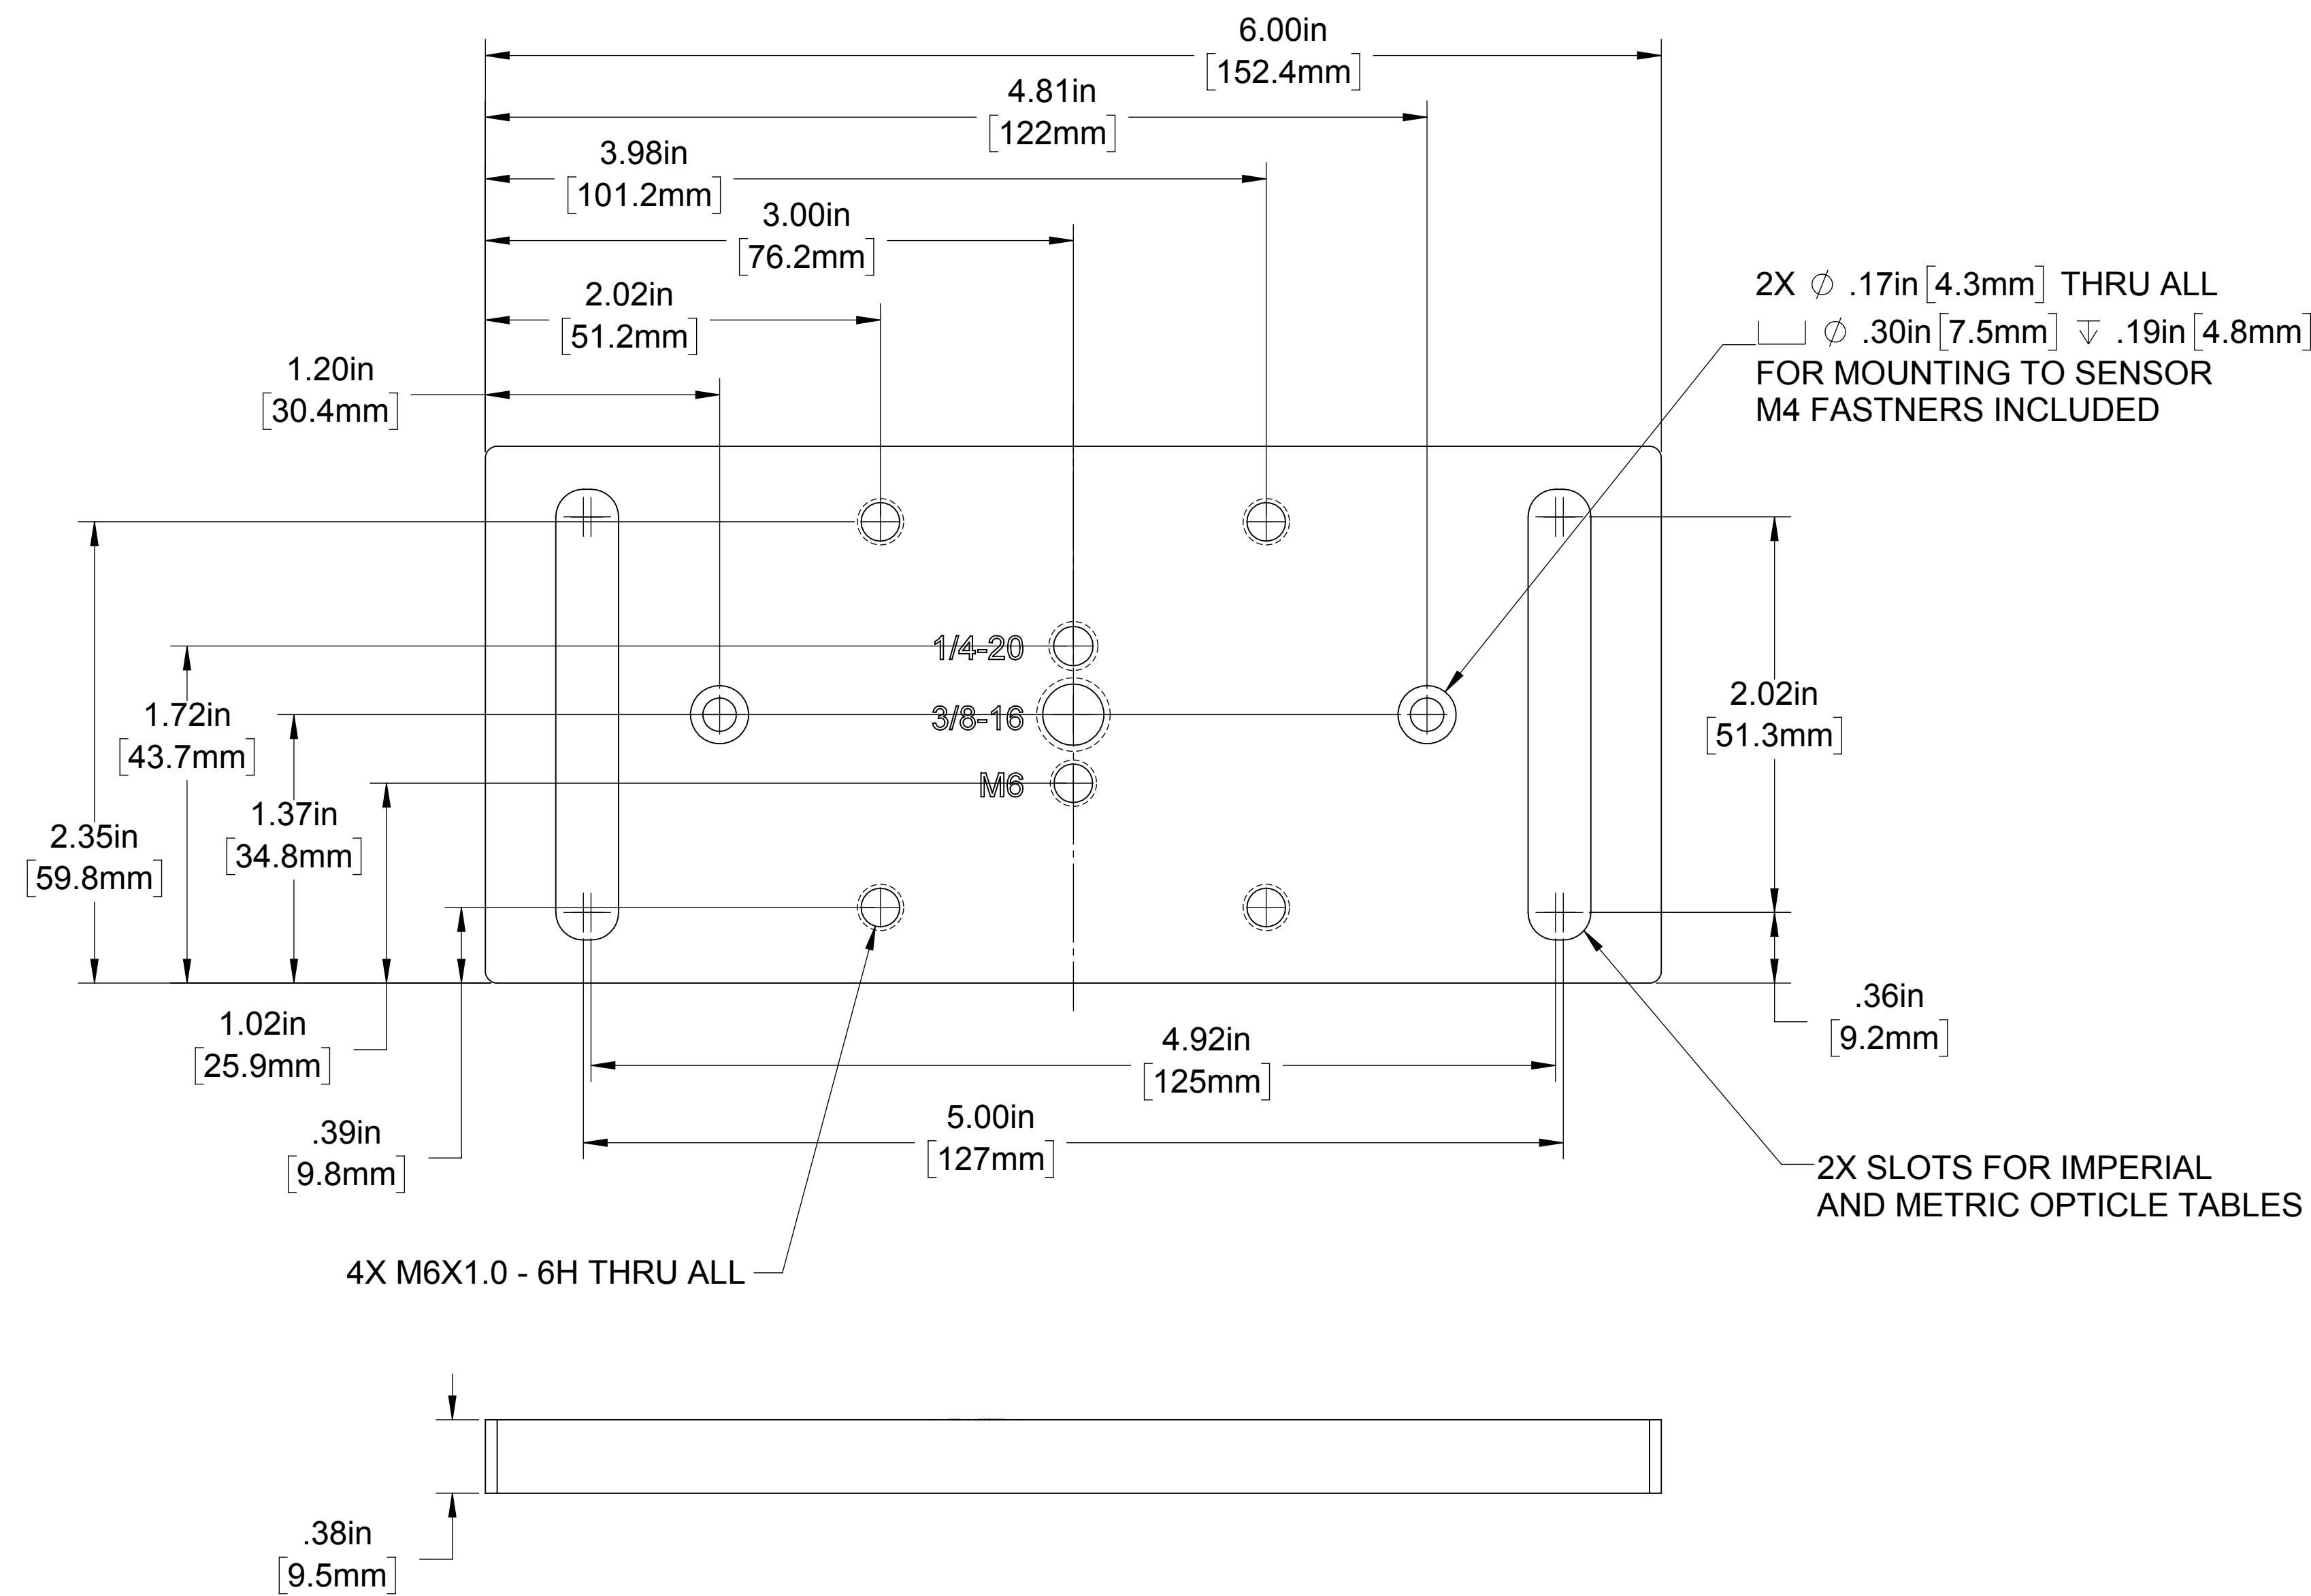 6.00in
[152.4mm]
4.81in
[122mm]
3.98in
[101.2mm]
3.00in
[76.2mm]
2.02in
[51.2mm]
1.20in
[30.4mm]
2X ⌀ .17in[4.3mm] THRU ALL
⌴ ⌀ .30in[7.5mm] ↧ .19in[4.8mm]
FOR MOUNTING TO SENSOR
M4 FASTNERS INCLUDED
1/4-20
3/8-16
M6
1.72in
[43.7mm]
2.35in
[59.8mm]
1.37in
[34.8mm]
1.02in
[25.9mm]
.39in
[9.8mm]
2.02in
[51.3mm]
.36in
[9.2mm]
4.92in
[125mm]
5.00in
[127mm]
2X SLOTS FOR IMPERIAL
AND METRIC OPTICLE TABLES
4X M6X1.0 - 6H THRU ALL
.38in
[9.5mm]